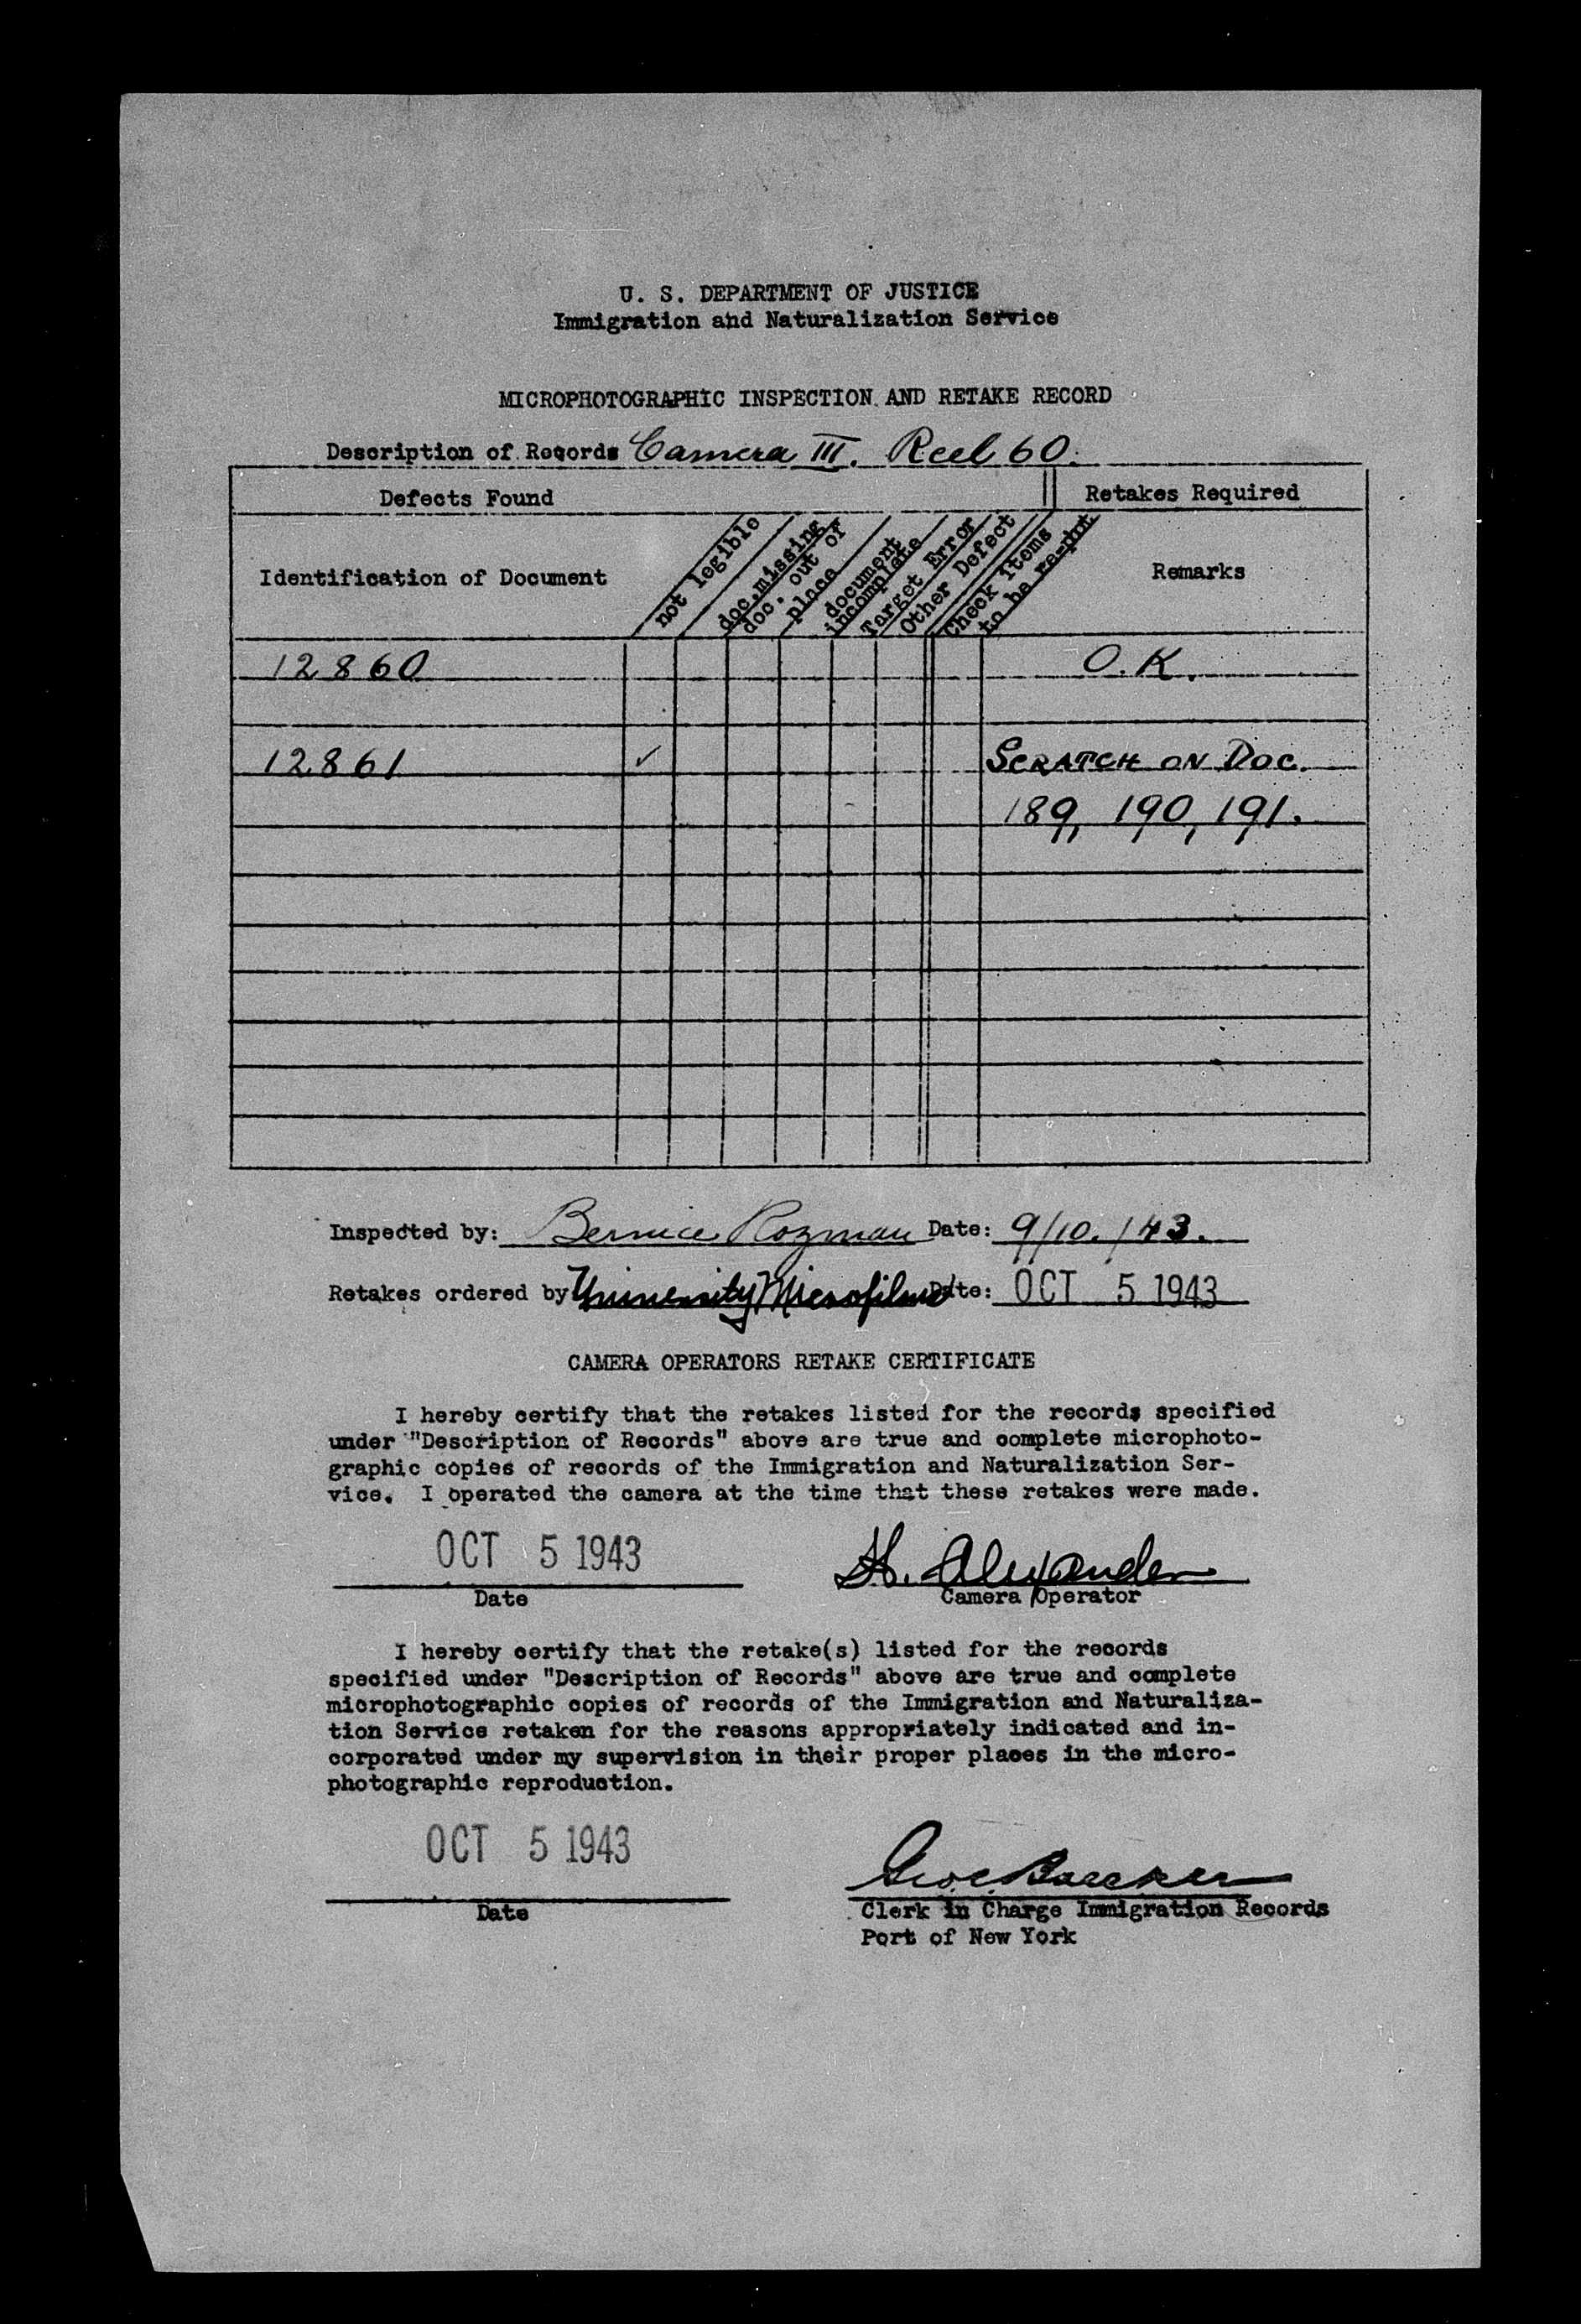 U. S. DEPARTMENT OF JUSTICE
Immigration and Naturalization Service
MICROPHOTOGRAPHIC INSPECTION AND RETAKE RECORD
Description of Records Camera III. Reel 60.
Defects Found
Retakes Required
Identification of Document
not legible
doc. missing
doc. out of
place
document
incomplete
Target Error
Other Defect
Check items
to be re-phot
Remarks
12860 O.K.
12861 ✓ SCRATCH ON DOC.
189, 190, 191.
Inspected by: Bernice Rozman Date: 9/10./43.
Retakes ordered by University Microfilms Date: OCT 5 1943
CAMERA OPERATORS RETAKE CERTIFICATE
I hereby certify that the retakes listed for the records specified
under "Description of Records" above are true and complete microphoto-
graphic copies of records of the Immigration and Naturalization Ser-
vice. I operated the camera at the time that these retakes were made.
OCT 5 1943 H. Alexander
Date Camera Operator
I hereby certify that the retake(s) listed for the records
specified under "Description of Records" above are true and complete
microphotographic copies of records of the Immigration and Naturaliza-
tion Service retaken for the reasons appropriately indicated and in-
corporated under my supervision in their proper places in the micro-
photographic reproduction.
OCT 5 1943
Date Clerk in Charge Immigration Records
Port of New York